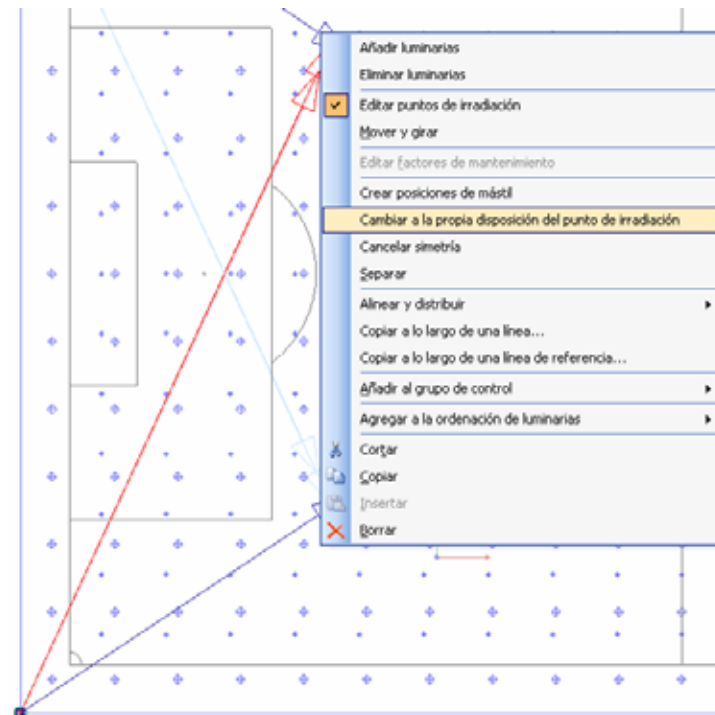 Añadir luminarias
Eliminar luminarias
Editar puntos de irradiación
Mover y girar
Editar factores de mantenimiento
Crear posiciones de mástil
Cambiar a la propia disposición del punto de irradiación
Cancelar simetría
Separar
Alinear y distribuir
Copiar a lo largo de una línea...
Copiar a lo largo de una línea de referencia...
Añadir al grupo de control
Agregar a la ordenación de luminarias
Cortar
Copiar
Insertar
Borrar